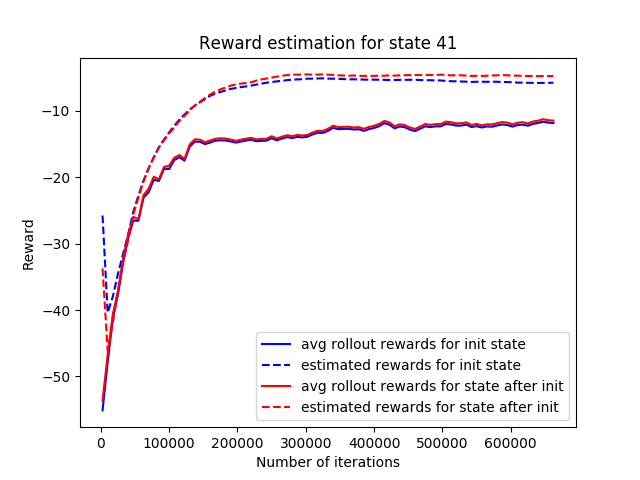 Reward estimation for state 41
Reward
−10
−20
−30
−40
−50
avg rollout rewards for init state
estimated rewards for init state
avg rollout rewards for state after init
estimated rewards for state after init
0 100000 200000 300000 400000 500000 600000
Number of iterations